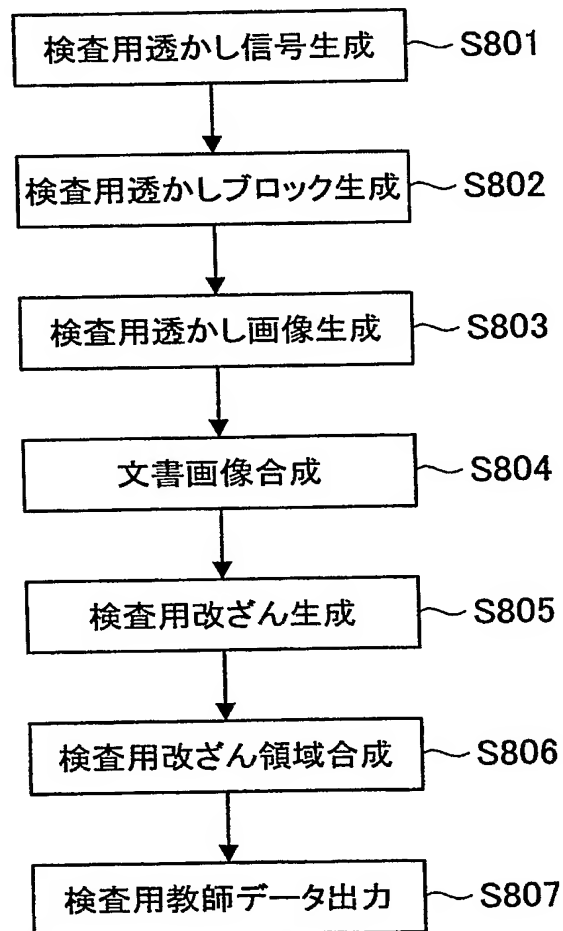 検査用透かし信号生成 S801
検査用透かしブロック生成 S802
検査用透かし画像生成 S803
文書画像合成 S804
検査用改ざん生成 S805
検査用改ざん領域合成 S806
検査用教師データ出力 S807